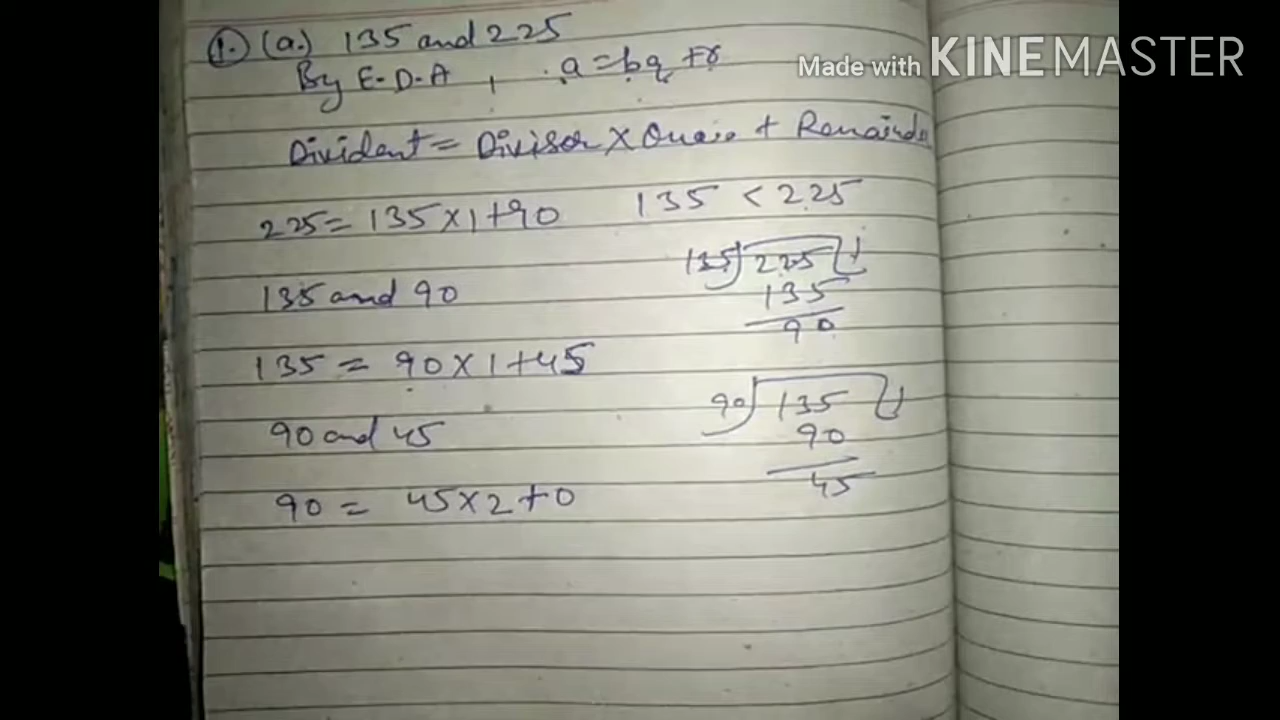 1. (a.) 135 and 225
Made with KINEMASTER
By E-D-A , a = bq + r
Divident = Divisor X + Remainde
225 = 135 X 1 + 90 135 < 225
135) 225 (1
135
90
135 and 90
135 = 90 X 1 + 45
90) 135 (1
90
45
90 and 45
90 = 45 X 2 + 0